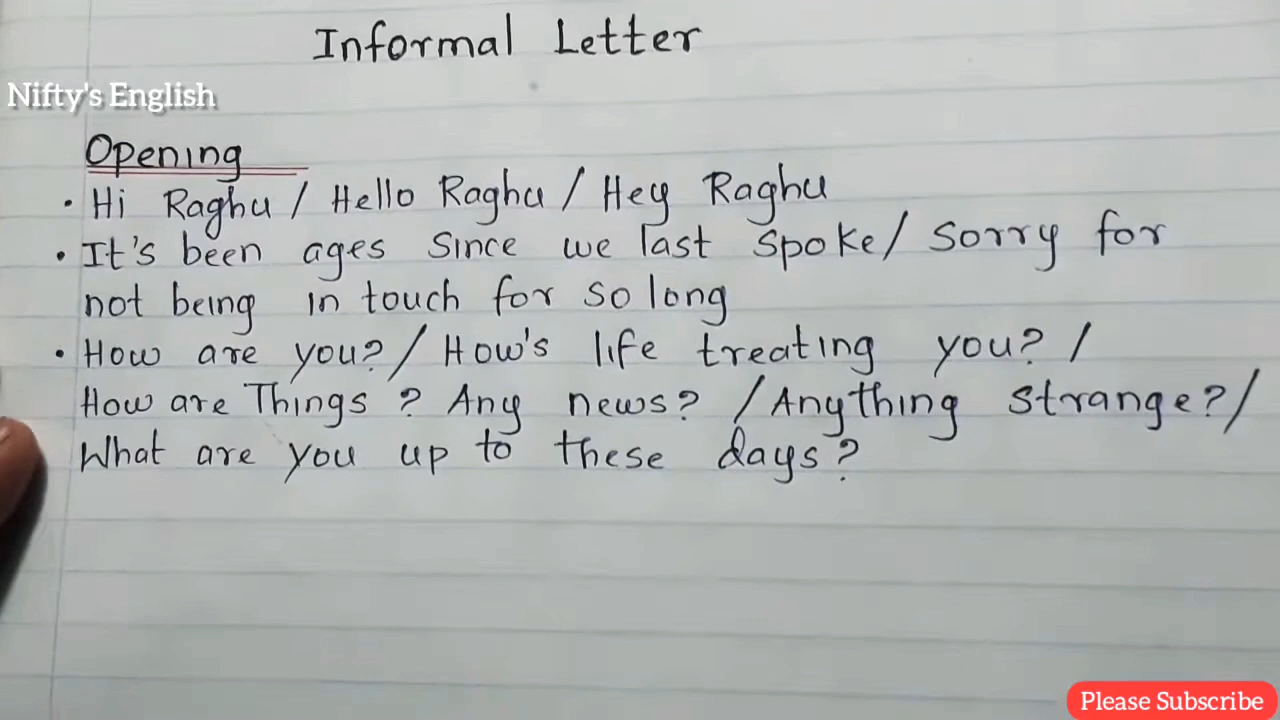 Informal Letter
Nifty's English
Opening
• Hi Raghu / Hello Raghu / Hey Raghu
• It's been ages since we last spoke / Sorry for
not being in touch for so long
• How are you? / How's life treating you? /
How are Things? Any news? / Anything strange? /
What are you up to these days?
Please Subscribe